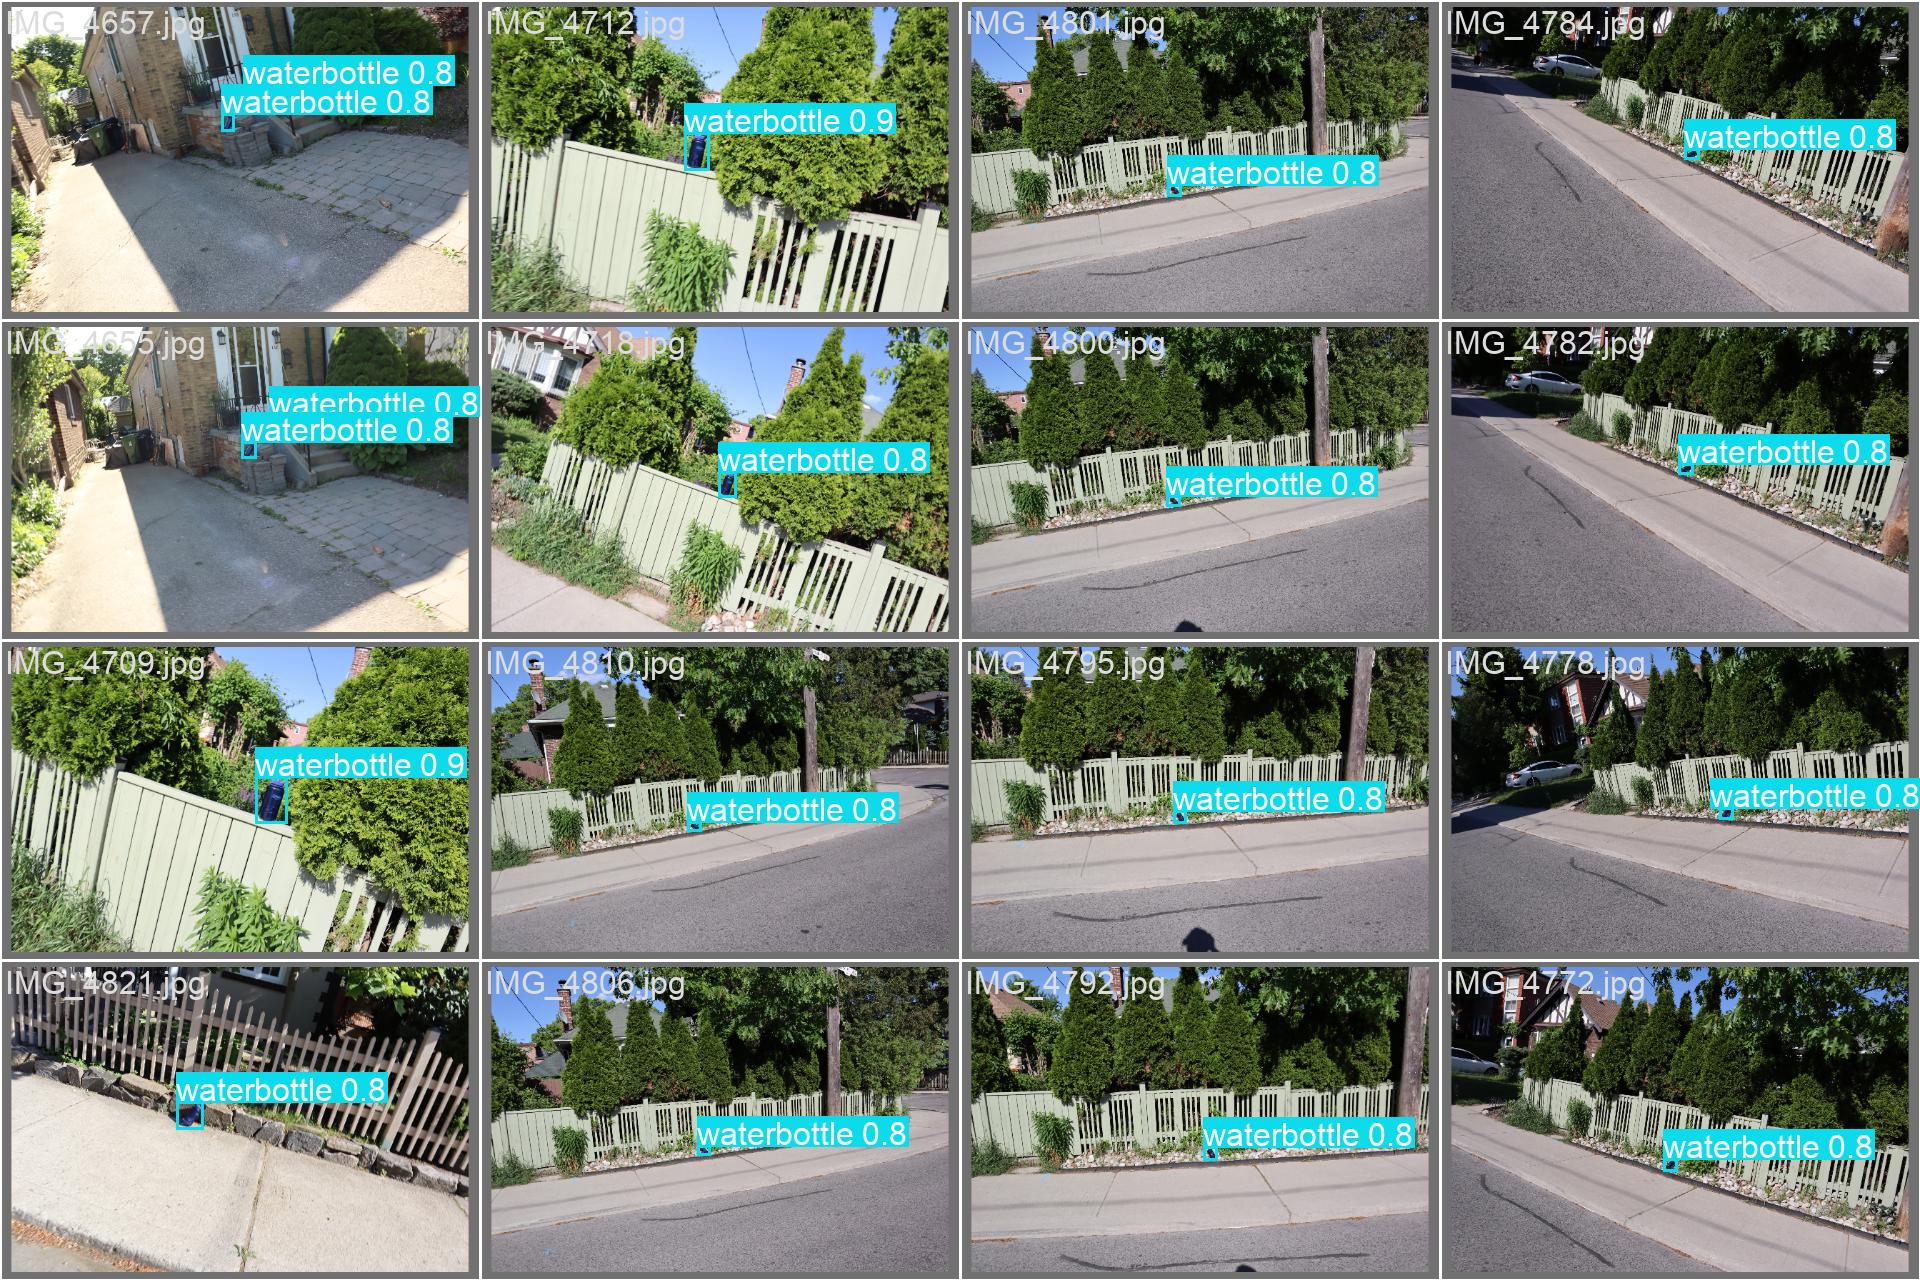 IMG_4657.jpg
waterbottle 0.8
waterbottle 0.8
IMG_4712.jpg
waterbottle 0.9
IMG_4801.jpg
waterbottle 0.8
IMG_4784.jpg
waterbottle 0.8
IMG_4655.jpg
waterbottle 0.8
waterbottle 0.8
IMG_4718.jpg
waterbottle 0.8
IMG_4800.jpg
waterbottle 0.8
IMG_4782.jpg
waterbottle 0.8
IMG_4709.jpg
waterbottle 0.9
IMG_4810.jpg
waterbottle 0.8
IMG_4795.jpg
waterbottle 0.8
IMG_4778.jpg
waterbottle 0.8
IMG_4821.jpg
waterbottle 0.8
IMG_4806.jpg
waterbottle 0.8
IMG_4792.jpg
waterbottle 0.8
IMG_4772.jpg
waterbottle 0.8